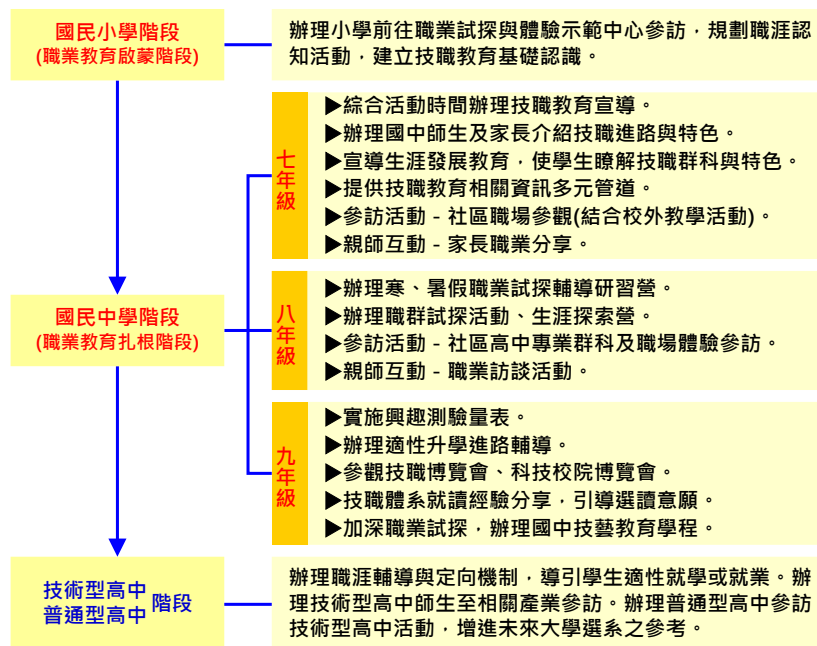 國民小學階段
(職業教育啟蒙階段)
辦理小學前往職業試探與體驗示範中心參訪，規劃職涯認
知活動，建立技職教育基礎認識。
七年級
▶綜合活動時間辦理技職教育宣導。
▶辦理國中師生及家長介紹技職進路與特色。
▶宣導生涯發展教育，使學生瞭解技職群科與特色。
▶提供技職教育相關資訊多元管道。
▶參訪活動－社區職場參觀(結合校外教學活動)。
▶親師互動－家長職業分享。
國民中學階段
(職業教育扎根階段)
八年級
▶辦理寒、暑假職業試探輔導研習營。
▶辦理職群試探活動、生涯探索營。
▶參訪活動－社區高中專業群科及職場體驗參訪。
▶親師互動－職業訪談活動。
九年級
▶實施興趣測驗量表。
▶辦理適性升學進路輔導。
▶參觀技職博覽會、科技校院博覽會。
▶技職體系就讀經驗分享，引導選讀意願。
▶加深職業試探，辦理國中技藝教育學程。
技術型高中
普通型高中
階段
辦理職涯輔導與定向機制，導引學生適性就學或就業。辦
理技術型高中師生至相關產業參訪。辦理普通型高中參訪
技術型高中活動，增進未來大學選系之參考。